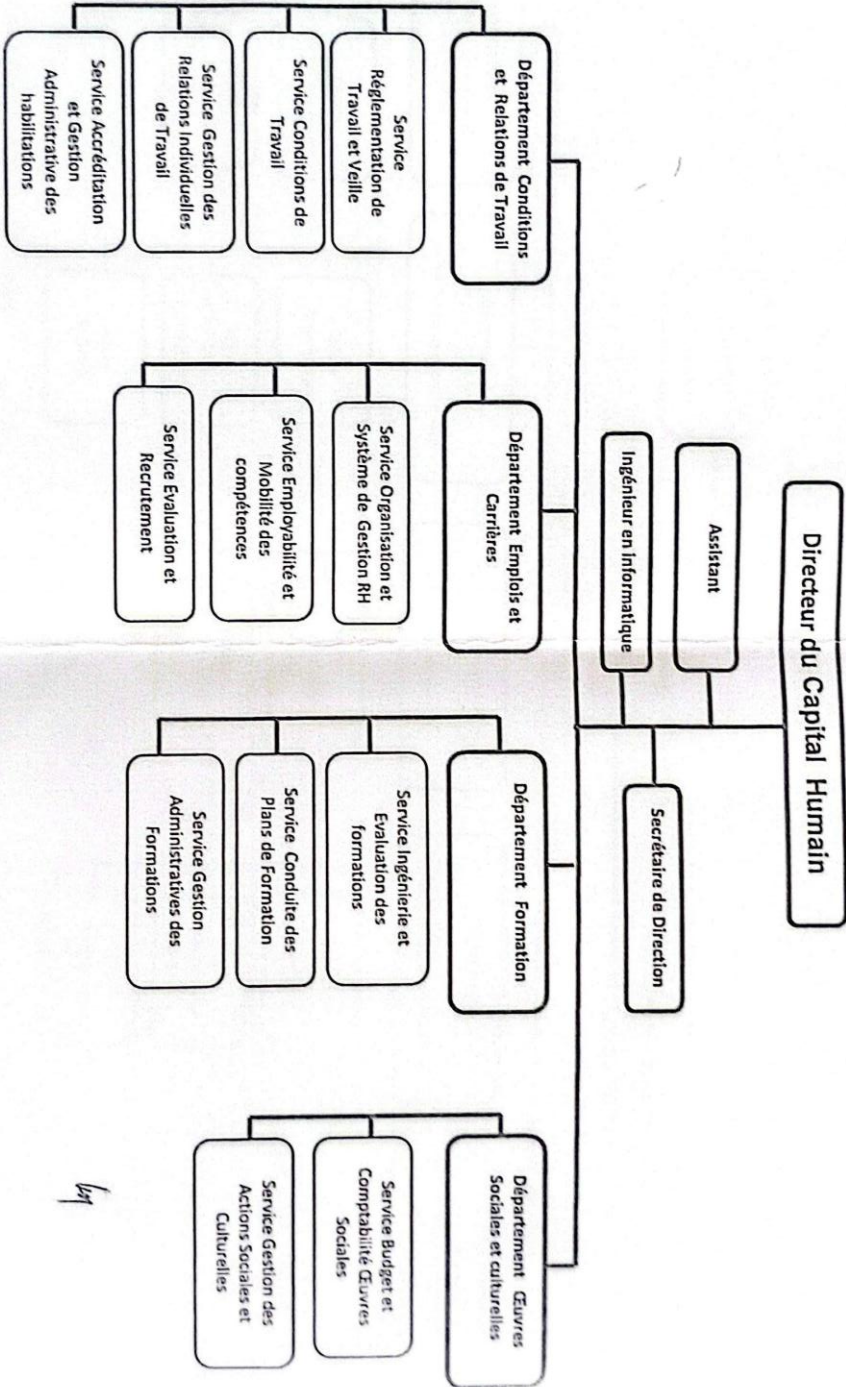 Directeur du Capital Humain
Assistant
Secrétaire de Direction
Ingénieur en informatique
Département Conditions
et Relations de Travail
Service
Réglementation de
Travail et Veille
Service Conditions de
Travail
Service Gestion des
Relations Individuelles
de Travail
Service Accréditation
et Gestion
Administrative des
habilitations
Département Emplois et
Carrières
Service Organisation et
Système de Gestion RH
Service Employabilité et
Mobilité des
compétences
Service Evaluation et
Recrutement
Département Formation
Service Ingénierie et
Evaluation des
formations
Service Conduite des
Plans de Formation
Service Gestion
Administratives des
Formations
Département Œuvres
Sociales et culturelles
Service Budget et
Comptabilité Œuvres
Sociales
Service Gestion des
Actions Sociales et
Culturelles